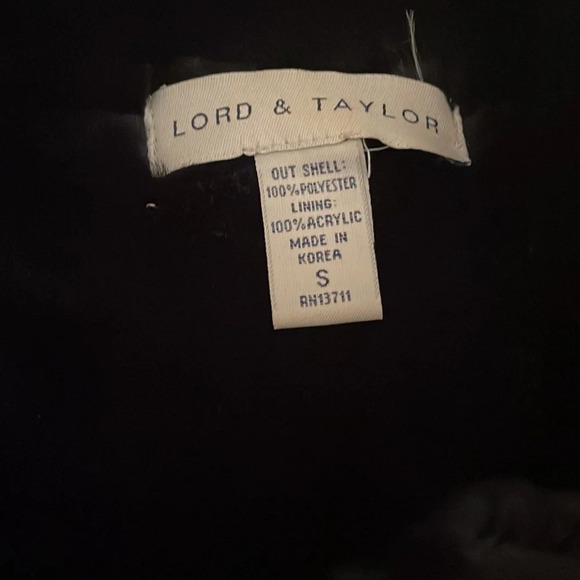 LORD & TAYLOR
OUT SHELL:
100%POLYESTER
LINING:
100%ACRYLIC
MADE IN
KOREA
S
RN13711